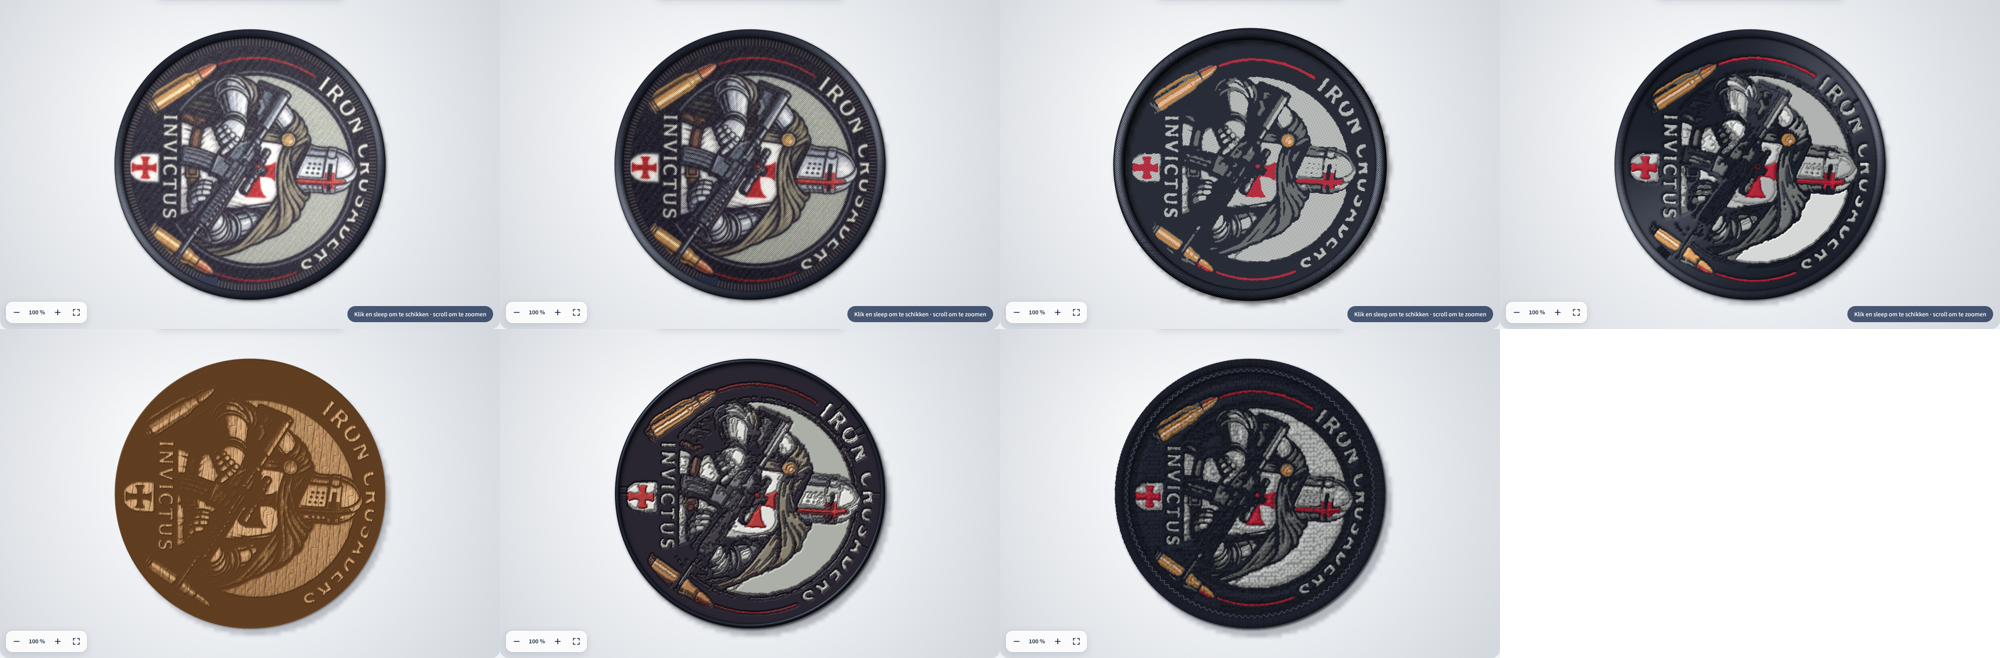 IRON CRUSADERS
INVICTUS
IRON CRUSADERS
INVICTUS
IRON CRUSADERS
INVICTUS
IRON CRUSADERS
INVICTUS
− 100 % +
Klik en sleep om te schikken · scroll om te zoomen
− 100 % +
Klik en sleep om te schikken · scroll om te zoomen
− 100 % +
Klik en sleep om te schikken · scroll om te zoomen
− 100 % +
Klik en sleep om te schikken · scroll om te zoomen
IRON CRUSADERS
INVICTUS
IRON CRUSADERS
INVICTUS
IRON CRUSADERS
INVICTUS
− 100 % +
− 100 % +
− 100 % +